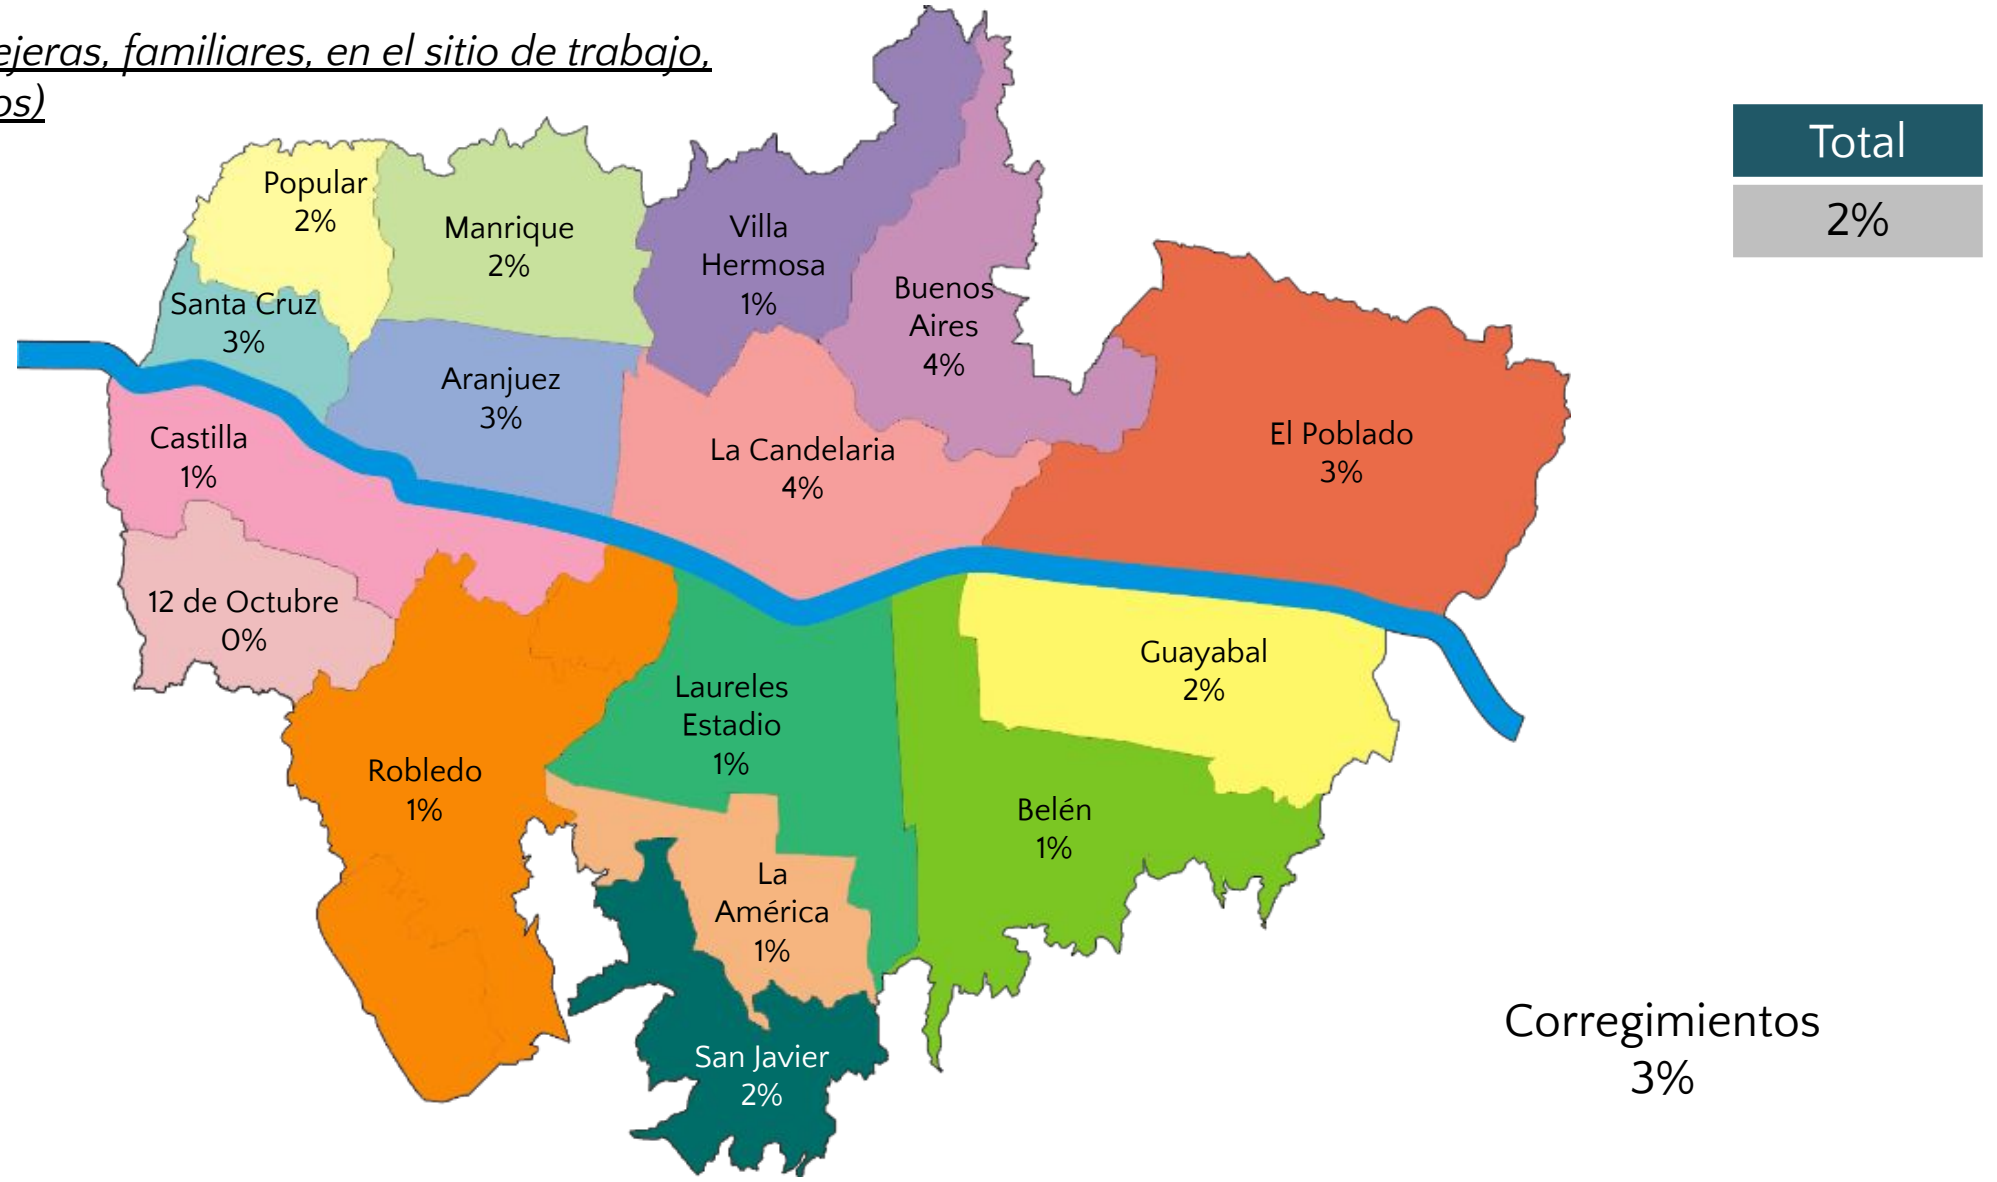 ejeras, familiares, en el sitio de trabajo,
os)
Total
2%
Popular
2%
Manrique
2%
Villa
Hermosa
1%
Buenos
Aires
4%
Santa Cruz
3%
Aranjuez
3%
Castilla
1%
La Candelaria
4%
El Poblado
3%
12 de Octubre
0%
Guayabal
2%
Laureles
Estadio
1%
Robledo
1%
Belén
1%
La
América
1%
San Javier
2%
Corregimientos
3%